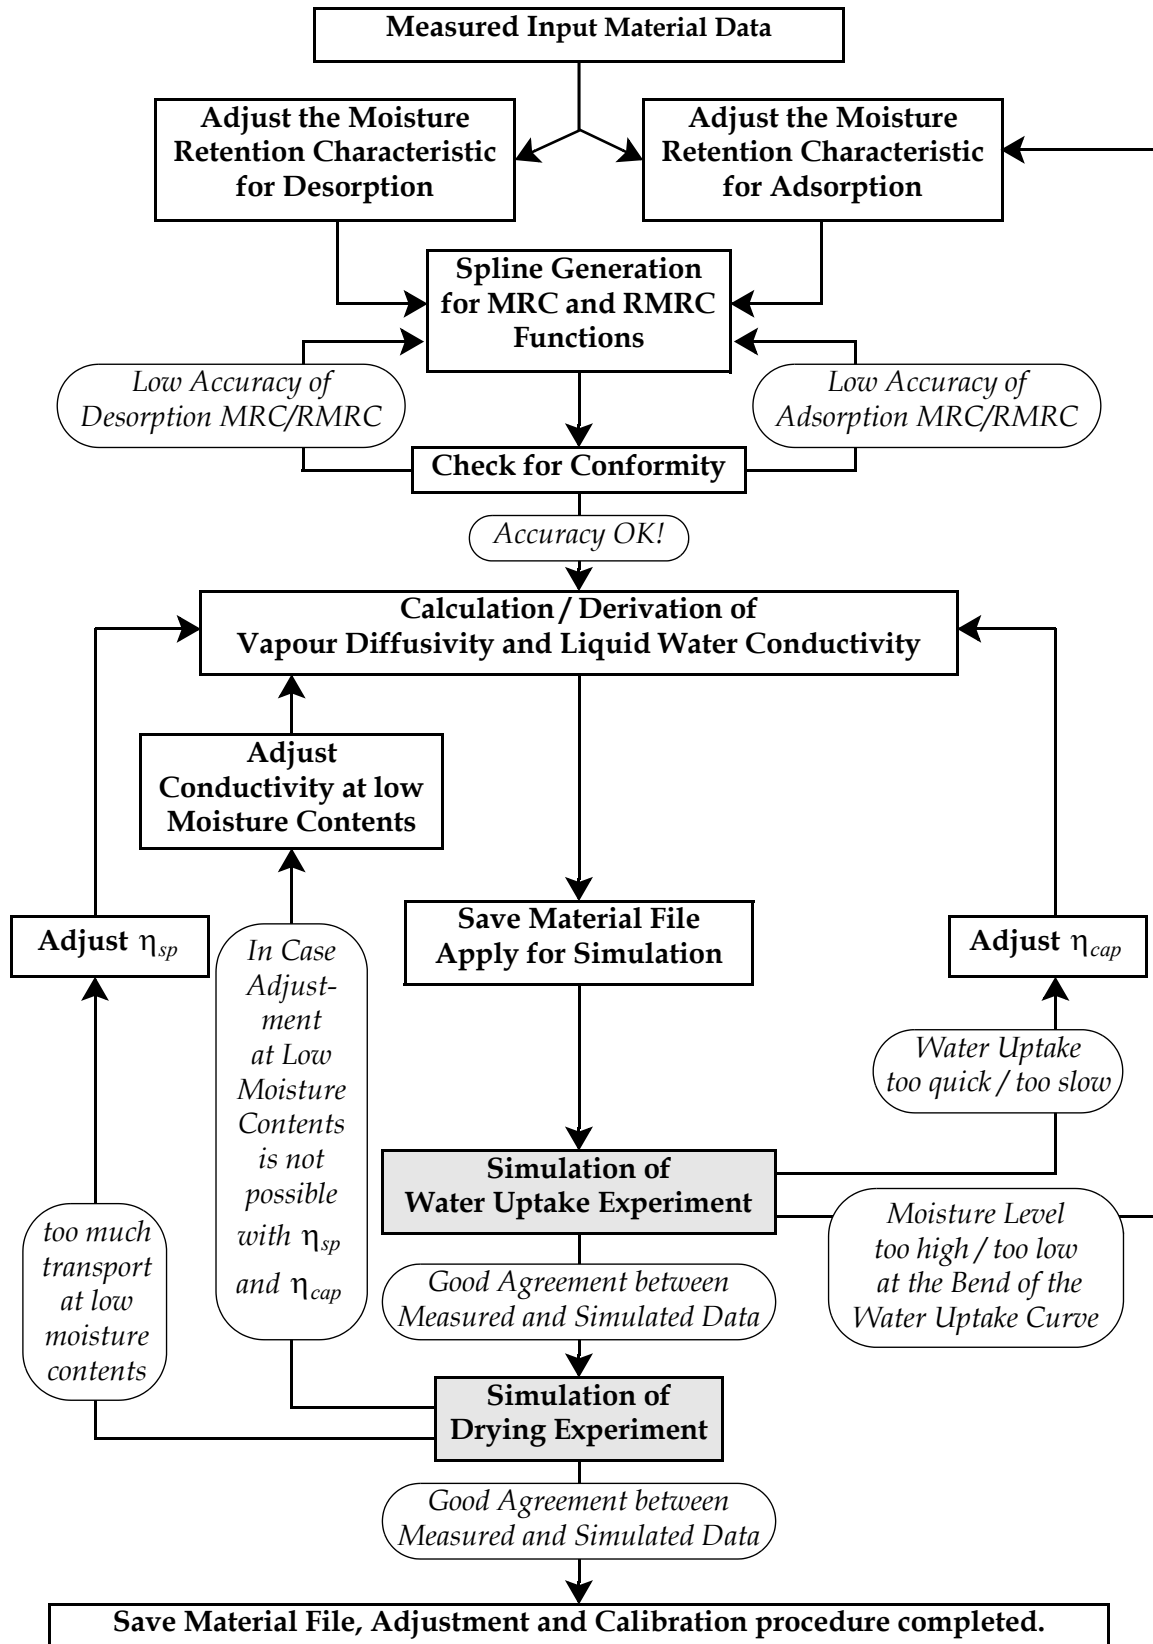 Measured Input Material Data
Adjust the Moisture
Retention Characteristic
for Desorption
Adjust the Moisture
Retention Characteristic
for Adsorption
Spline Generation
for MRC and RMRC
Functions
Low Accuracy of
Desorption MRC/RMRC
Low Accuracy of
Adsorption MRC/RMRC
Check for Conformity
Accuracy OK!
Calculation / Derivation of
Vapour Diffusivity and Liquid Water Conductivity
Adjust
Conductivity at low
Moisture Contents
Adjust ηsp
In Case
Adjust-
ment
at Low
Moisture
Contents
is not
possible
with ηsp
and ηcap
Save Material File
Apply for Simulation
Adjust ηcap
Water Uptake
too quick / too slow
Simulation of
Water Uptake Experiment
Moisture Level
too high / too low
at the Bend of the
Water Uptake Curve
too much
transport
at low
moisture
contents
Good Agreement between
Measured and Simulated Data
Simulation of
Drying Experiment
Good Agreement between
Measured and Simulated Data
Save Material File, Adjustment and Calibration procedure completed.